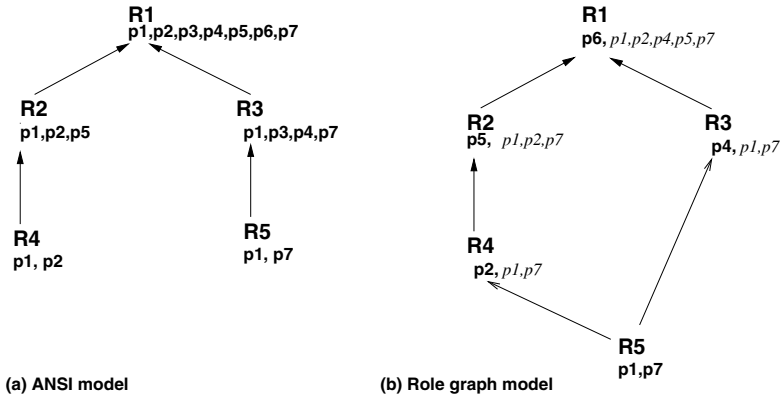 R1
p1,p2,p3,p4,p5,p6,p7
R2
p1,p2,p5
R3
p1,p3,p4,p7
R4
p1, p2
R5
p1, p7
(a) ANSI model
R1
p6, p1,p2,p4,p5,p7
R2
p5, p1,p2,p7
R3
p4, p1,p7
R4
p2, p1,p7
R5
p1,p7
(b) Role graph model